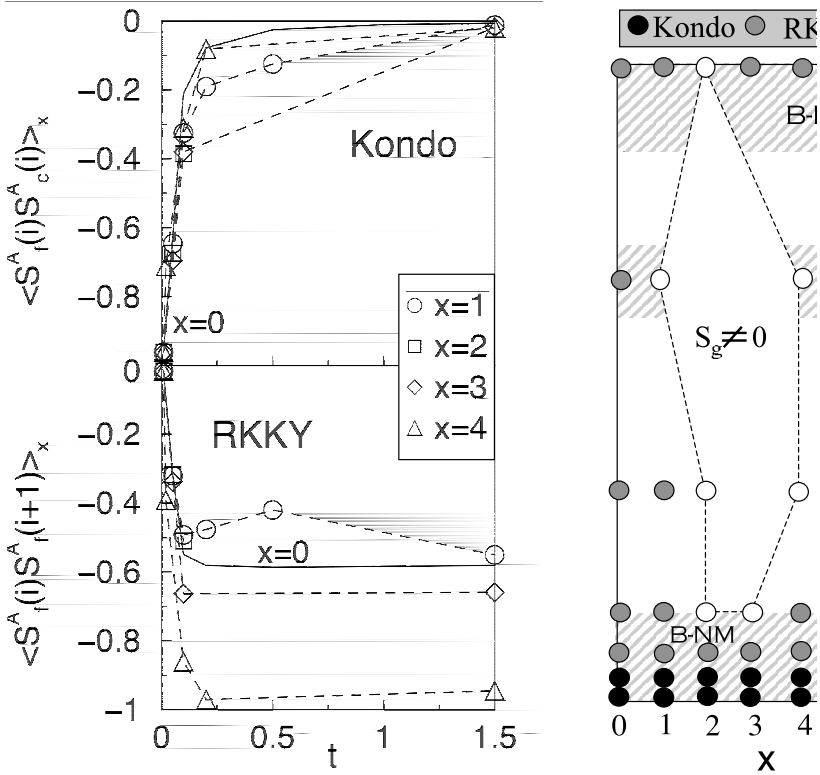 0
−0.2
−0.4
−0.6
−0.8
<S^A_f(i)S^A_c(i)>_x
Kondo
x=0
x=1
x=2
x=3
x=4
0
−0.2
−0.4
−0.6
−0.8
−1
<S^A_f(i)S^A_f(i+1)>_x
RKKY
x=0
0 0.5 1 1.5
t
Kondo
B-NM
S_g≠0
0 1 2 3 4
x